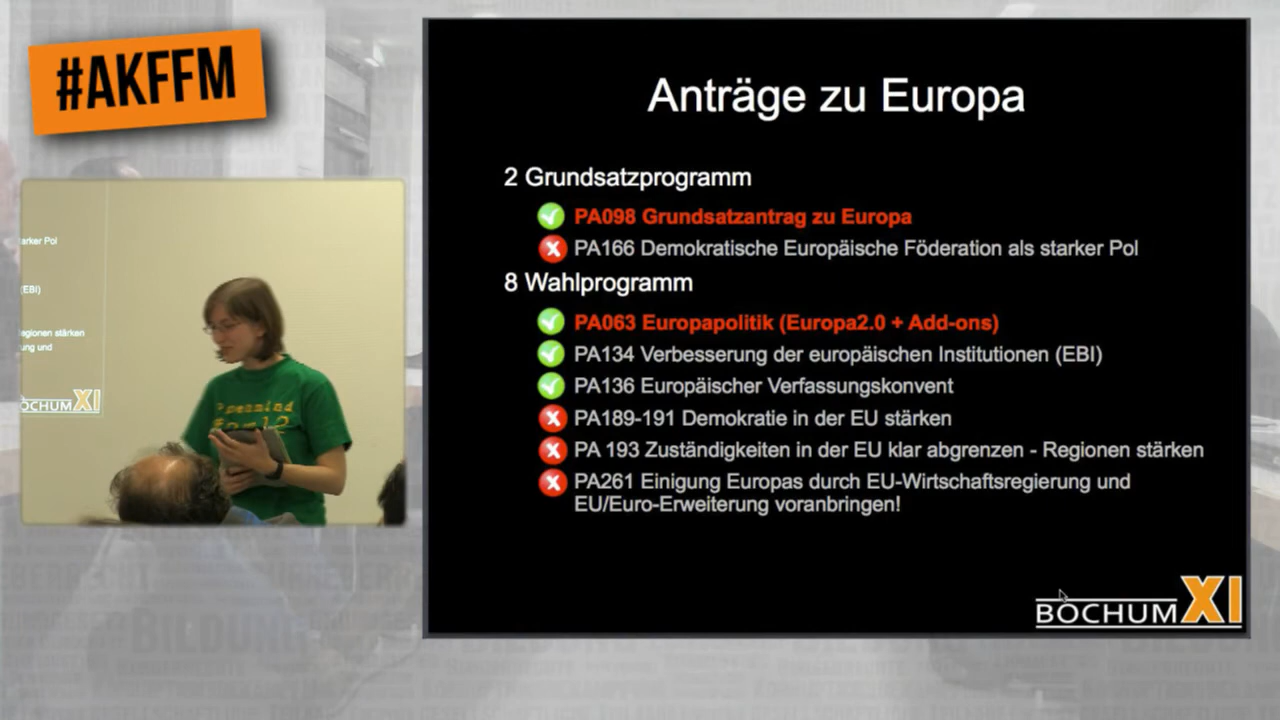 #AKFFM
Anträge zu Europa
2 Grundsatzprogramm
PA098 Grundsatzantrag zu Europa
PA166 Demokratische Europäische Föderation als starker Pol
8 Wahlprogramm
PA063 Europapolitik (Europa2.0 + Add-ons)
PA134 Verbesserung der europäischen Institutionen (EBI)
PA136 Europäischer Verfassungskonvent
PA189-191 Demokratie in der EU stärken
PA 193 Zuständigkeiten in der EU klar abgrenzen - Regionen stärken
PA261 Einigung Europas durch EU-Wirtschaftsregierung und
EU/Euro-Erweiterung voranbringen!
BOCHUM XI
arker Pol
(EBI)
egionen stärken
ung und
OCHUM XI
Openmind